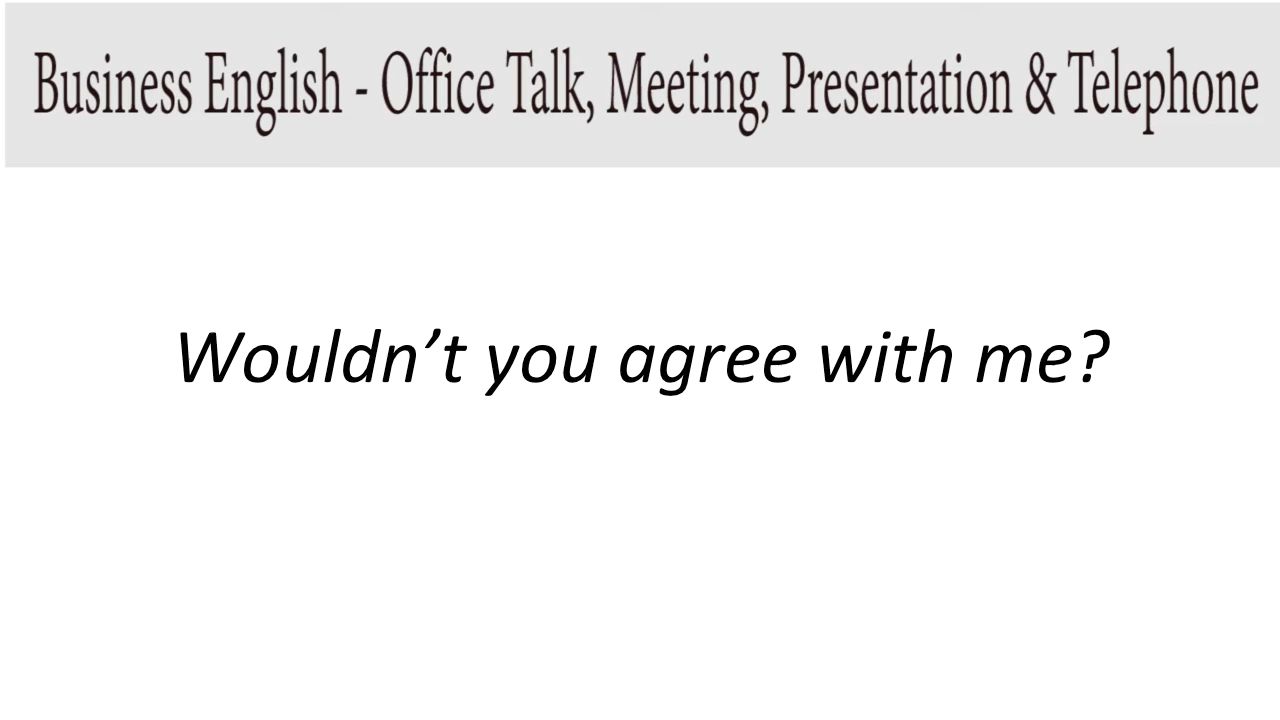 Business English - Office Talk, Meeting, Presentation & Telephone
Wouldn’t you agree with me?